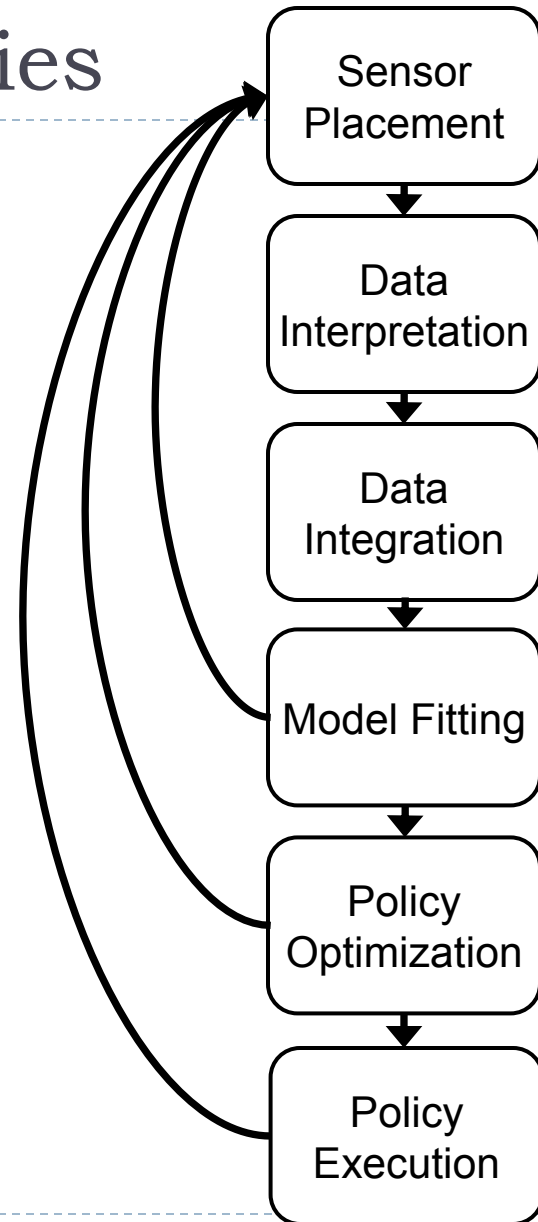 ies
Sensor
Placement
Data
Interpretation
Data
Integration
Model Fitting
Policy
Optimization
Policy
Execution